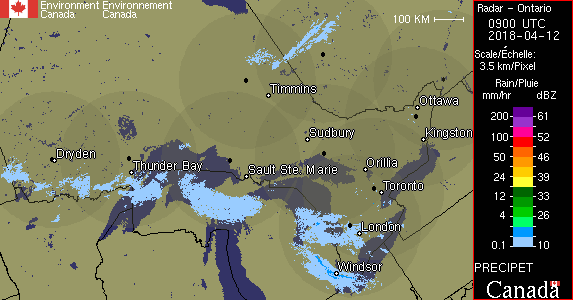 Environment Environnement
Canada Canada
100 KM
Timmins
Ottawa
Sudbury
Kingston
Dryden
Thunder Bay
Sault Ste. Marie
Orillia
Toronto
London
Windsor
Radar - Ontario
0900 UTC
2018-04-12
Scale/Échelle:
3.5 km/Pixel
Rain/Pluie
mm/hr dBZ
200 61
100 52
50 46
24 39
12 33
4 26
0.1 10
PRECIPET
Canada